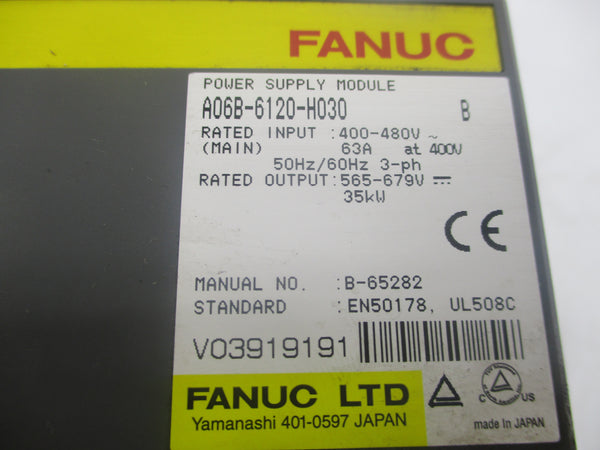 FANUC
POWER SUPPLY MODULE
A06B-6120-H030 B
RATED INPUT :400-480V ~
(MAIN) 63A at 400V
50Hz/60Hz 3-ph
RATED OUTPUT:565-679V ⎓
35kW
CE
MANUAL NO. :B-65282
STANDARD :EN50178, UL508C
V03919191
FANUC LTD
Yamanashi 401-0597 JAPAN
C US
made in JAPAN